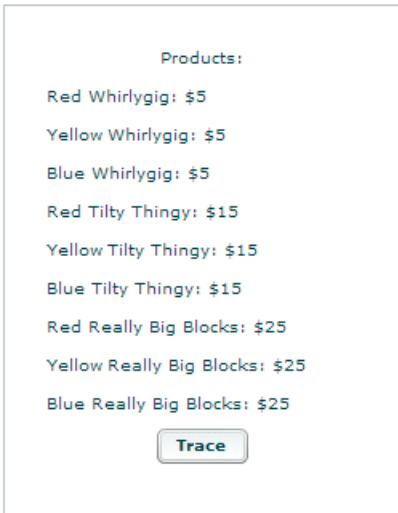 Products:
Red Whirlygig: $5
Yellow Whirlygig: $5
Blue Whirlygig: $5
Red Tilty Thingy: $15
Yellow Tilty Thingy: $15
Blue Tilty Thingy: $15
Red Really Big Blocks: $25
Yellow Really Big Blocks: $25
Blue Really Big Blocks: $25
Trace